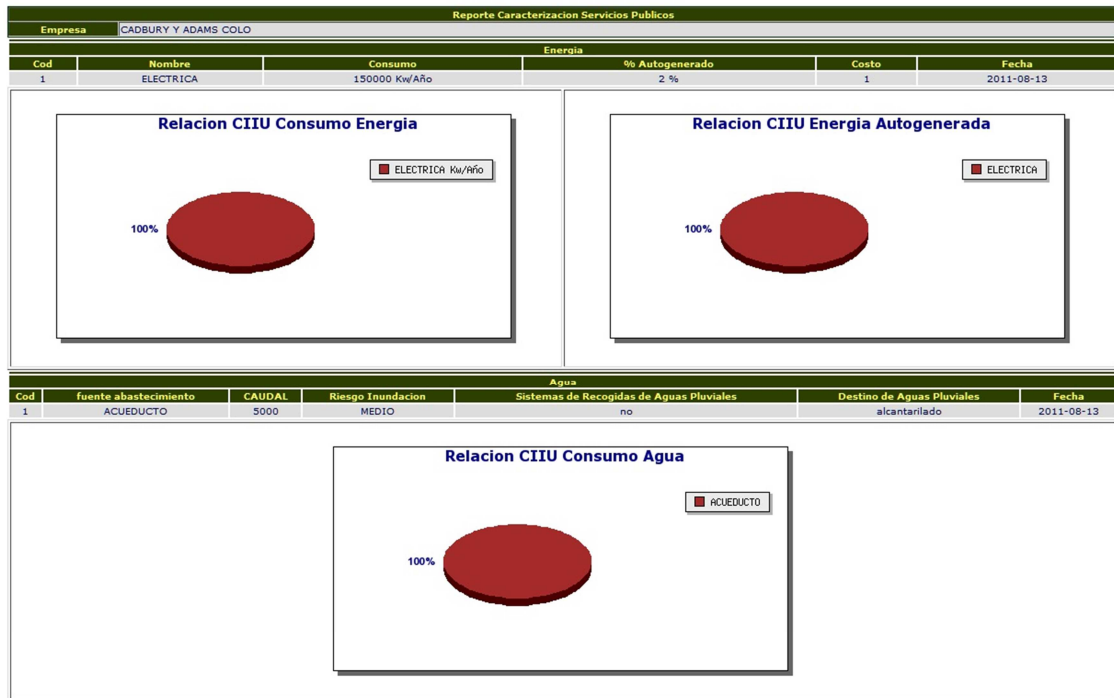 Reporte Caracterizacion Servicios Publicos
Empresa CADBURY Y ADAMS COLO
Energia
Cod Nombre Consumo % Autogenerado Costo Fecha
1 ELECTRICA 150000 Kw/Año 2 % 1 2011-08-13
Relacion CIIU Consumo Energia
ELECTRICA Kw/Año
100%
Relacion CIIU Energia Autogenerada
ELECTRICA
100%
Agua
Cod fuente abastecimiento CAUDAL Riesgo Inundacion Sistemas de Recogidas de Aguas Pluviales Destino de Aguas Pluviales Fecha
1 ACUEDUCTO 5000 MEDIO no alcantarilado 2011-08-13
Relacion CIIU Consumo Agua
ACUEDUCTO
100%